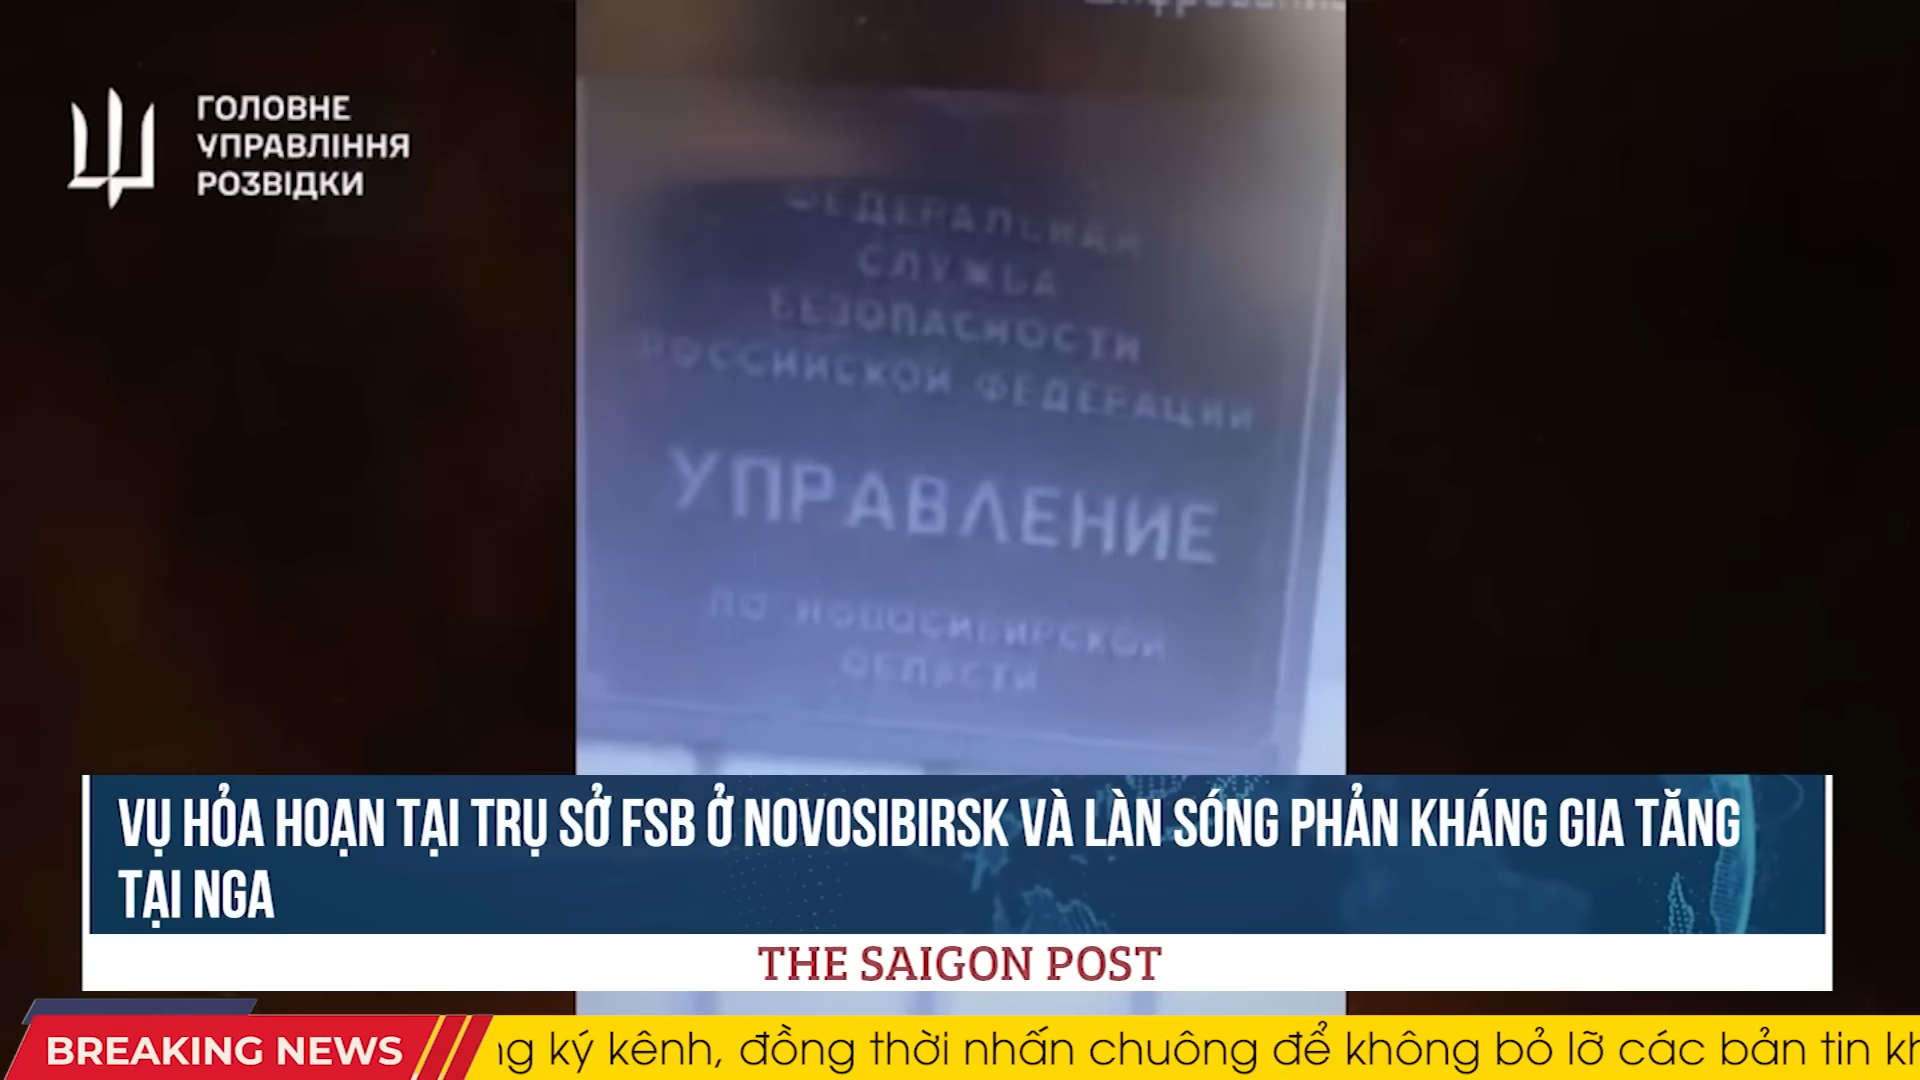 ГОЛОВНЕ
УПРАВЛІННЯ
РОЗВІДКИ
ФЕДЕРАЛЬНАЯ
СЛУЖБА
БЕЗОПАСНОСТИ
РОССИЙСКОЙ ФЕДЕРАЦИИ
УПРАВЛЕНИЕ
ПО НОВОСИБИРСКОЙ
ОБЛАСТИ
VỤ HỎA HOẠN TẠI TRỤ SỞ FSB Ở NOVOSIBIRSK VÀ LÀN SÓNG PHẢN KHÁNG GIA TĂNG
TẠI NGA
THE SAIGON POST
BREAKING NEWS
ký kênh, đồng thời nhấn chuông để không bỏ lỡ các bản tin